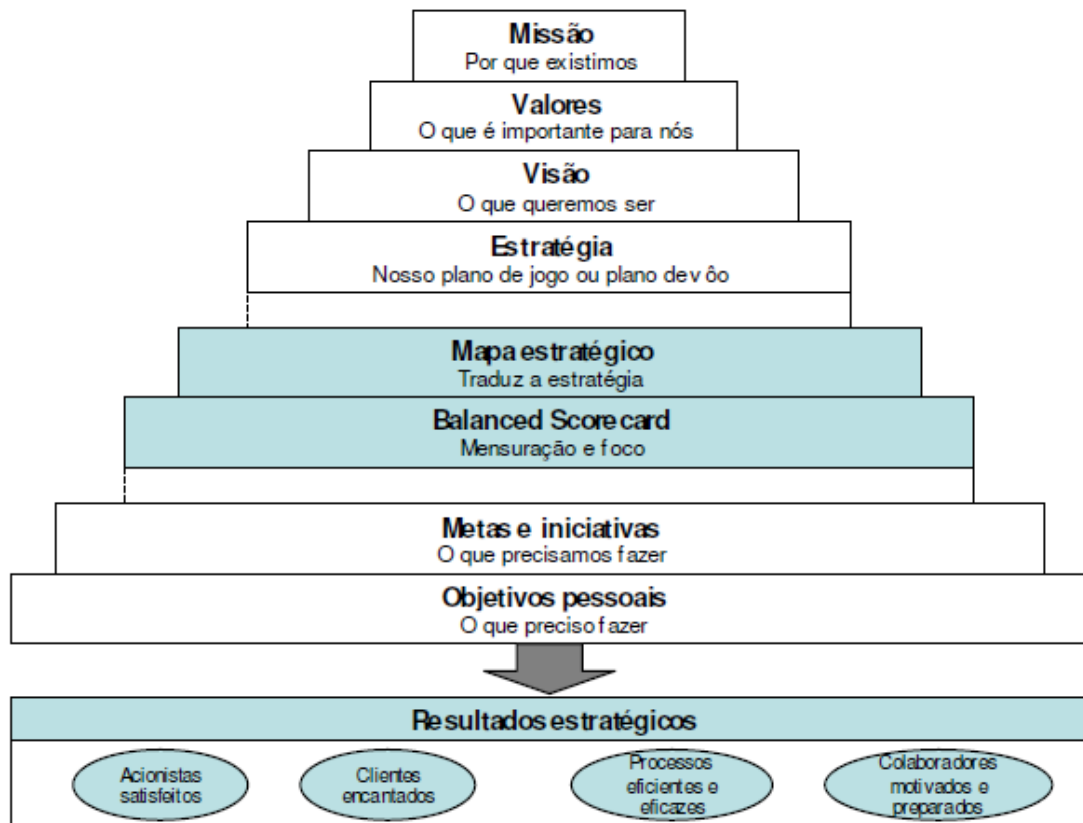 Missão
Por que existimos
Valores
O que é importante para nós
Visão
O que queremos ser
Estratégia
Nosso plano de jogo ou plano de vôo
Mapa estratégico
Traduz a estratégia
Balanced Scorecard
Mensuração e foco
Metas e iniciativas
O que precisamos fazer
Objetivos pessoais
O que preciso fazer
Resultados estratégicos
Acionistas
satisfeitos
Clientes
encantados
Processos
eficientes e
eficazes
Colaboradores
motivados e
preparados